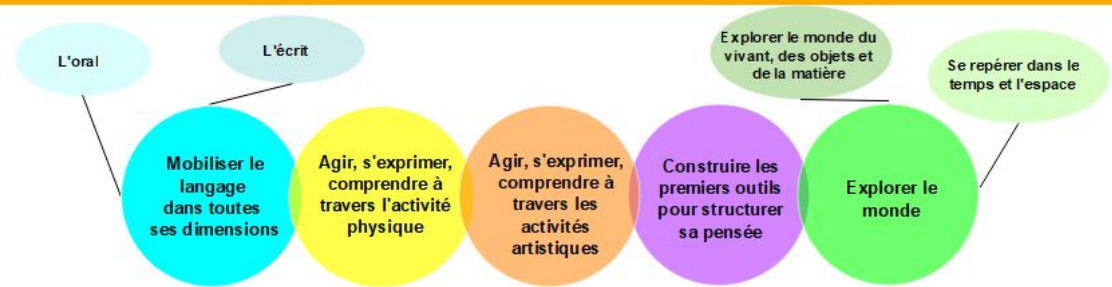 L'oral
L'écrit
Explorer le monde du
vivant, des objets et
de la matière
Se repérer dans le
temps et l'espace
Mobiliser le
langage
dans toutes
ses dimensions
Agir, s'exprimer,
comprendre à
travers l'activité
physique
Agir, s'exprimer,
comprendre à
travers les
activités
artistiques
Construire les
premiers outils
pour structurer
sa pensée
Explorer le
monde